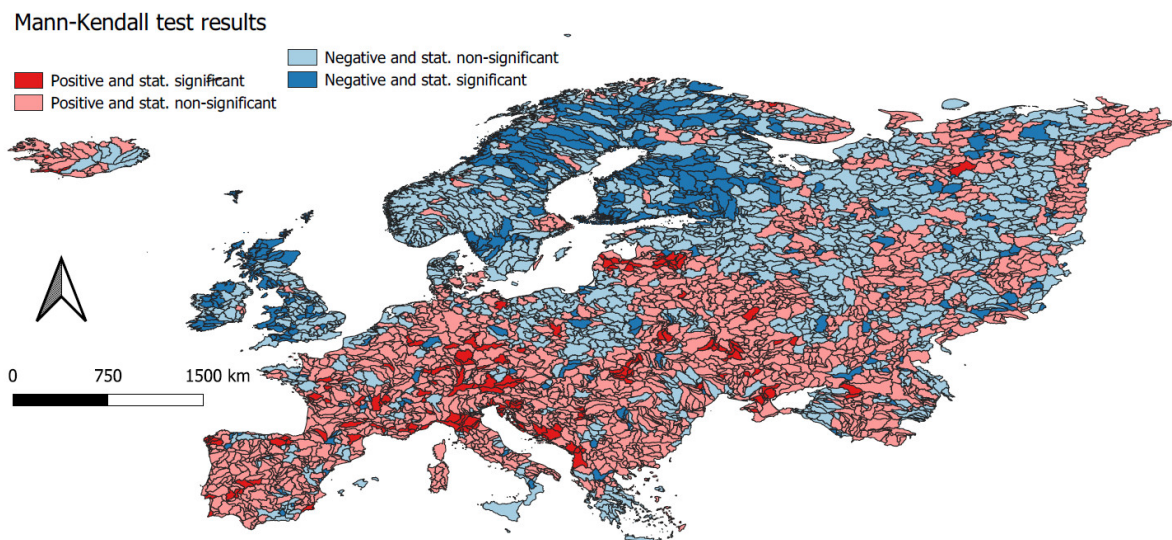 Mann-Kendall test results
Positive and stat. significant
Positive and stat. non-significant
Negative and stat. non-significant
Negative and stat. significant
0 750 1500 km